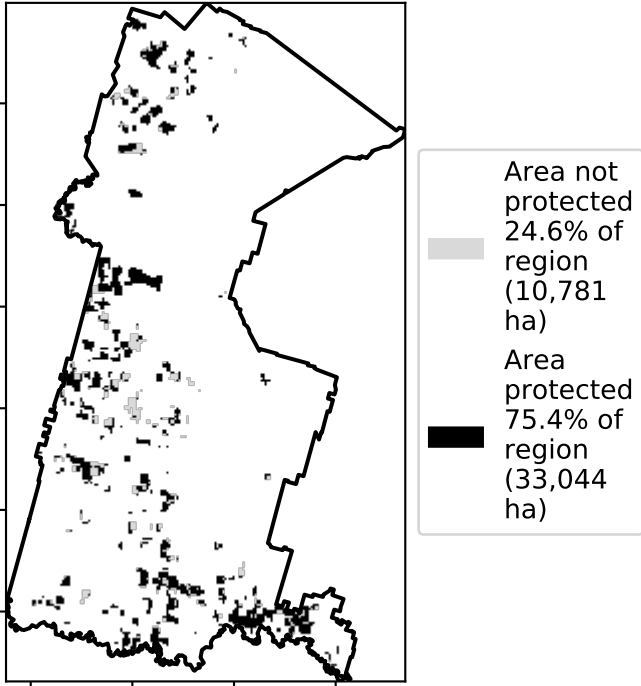 Area not
protected
24.6% of
region
(10,781
ha)
Area
protected
75.4% of
region
(33,044
ha)